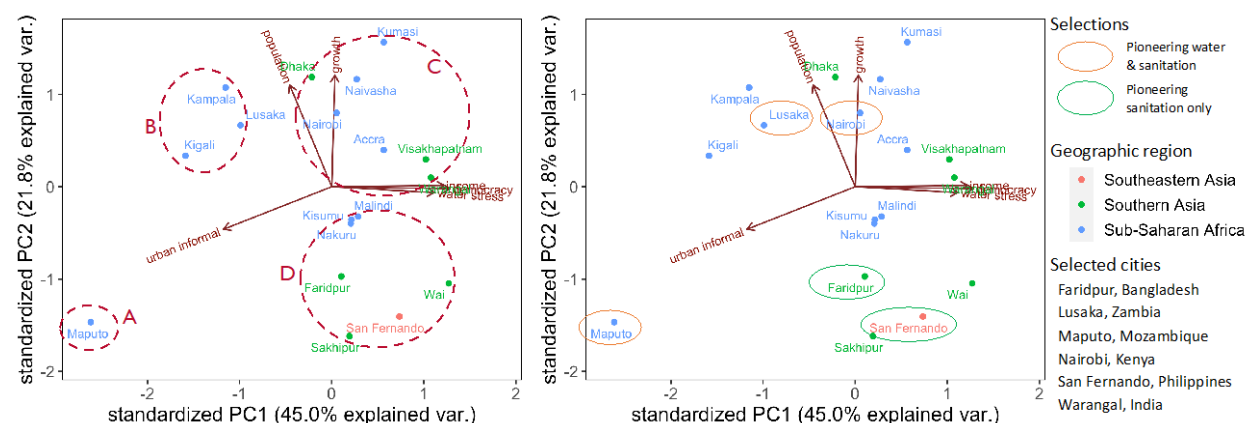 standardized PC2 (21.8% explained var.)
1
0
-1
-2
-2
-1
0
1
2
standardized PC1 (45.0% explained var.)
Kumasi
population
growth
Dhaka
C
Naivasha
Kampala
Lusaka
B
Nairobi
Accra
Kigali
Visakhapatnam
income
democracy
water stress
urban informal
Malindi
Kisumu
Nakuru
D
Faridpur
Wai
A
Maputo
San Fernando
Sakhipur
standardized PC2 (21.8% explained var.)
1
0
-1
-2
-2
-1
0
1
2
standardized PC1 (45.0% explained var.)
Kumasi
population
growth
Dhaka
Naivasha
Kampala
Lusaka
Nairobi
Accra
Kigali
Visakhapatnam
income
democracy
water stress
urban informal
Malindi
Kisumu
Nakuru
Faridpur
Wai
Maputo
San Fernando
Sakhipur
Selections
Pioneering water
& sanitation
Pioneering
sanitation only
Geographic region
Southeastern Asia
Southern Asia
Sub-Saharan Africa
Selected cities
Faridpur, Bangladesh
Lusaka, Zambia
Maputo, Mozambique
Nairobi, Kenya
San Fernando, Philippines
Warangal, India